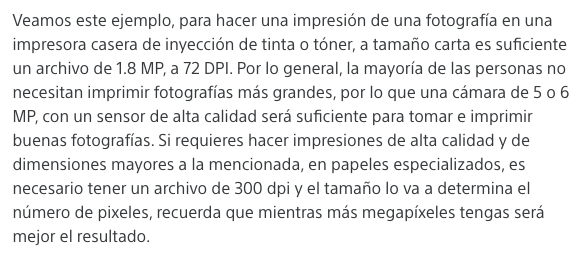 Veamos este ejemplo, para hacer una impresión de una fotografía en una
impresora casera de inyección de tinta o tóner, a tamaño carta es suficiente
un archivo de 1.8 MP, a 72 DPI. Por lo general, la mayoría de las personas no
necesitan imprimir fotografías más grandes, por lo que una cámara de 5 o 6
MP, con un sensor de alta calidad será suficiente para tomar e imprimir
buenas fotografías. Si requieres hacer impresiones de alta calidad y de
dimensiones mayores a la mencionada, en papeles especializados, es
necesario tener un archivo de 300 dpi y el tamaño lo va a determina el
número de pixeles, recuerda que mientras más megapíxeles tengas será
mejor el resultado.